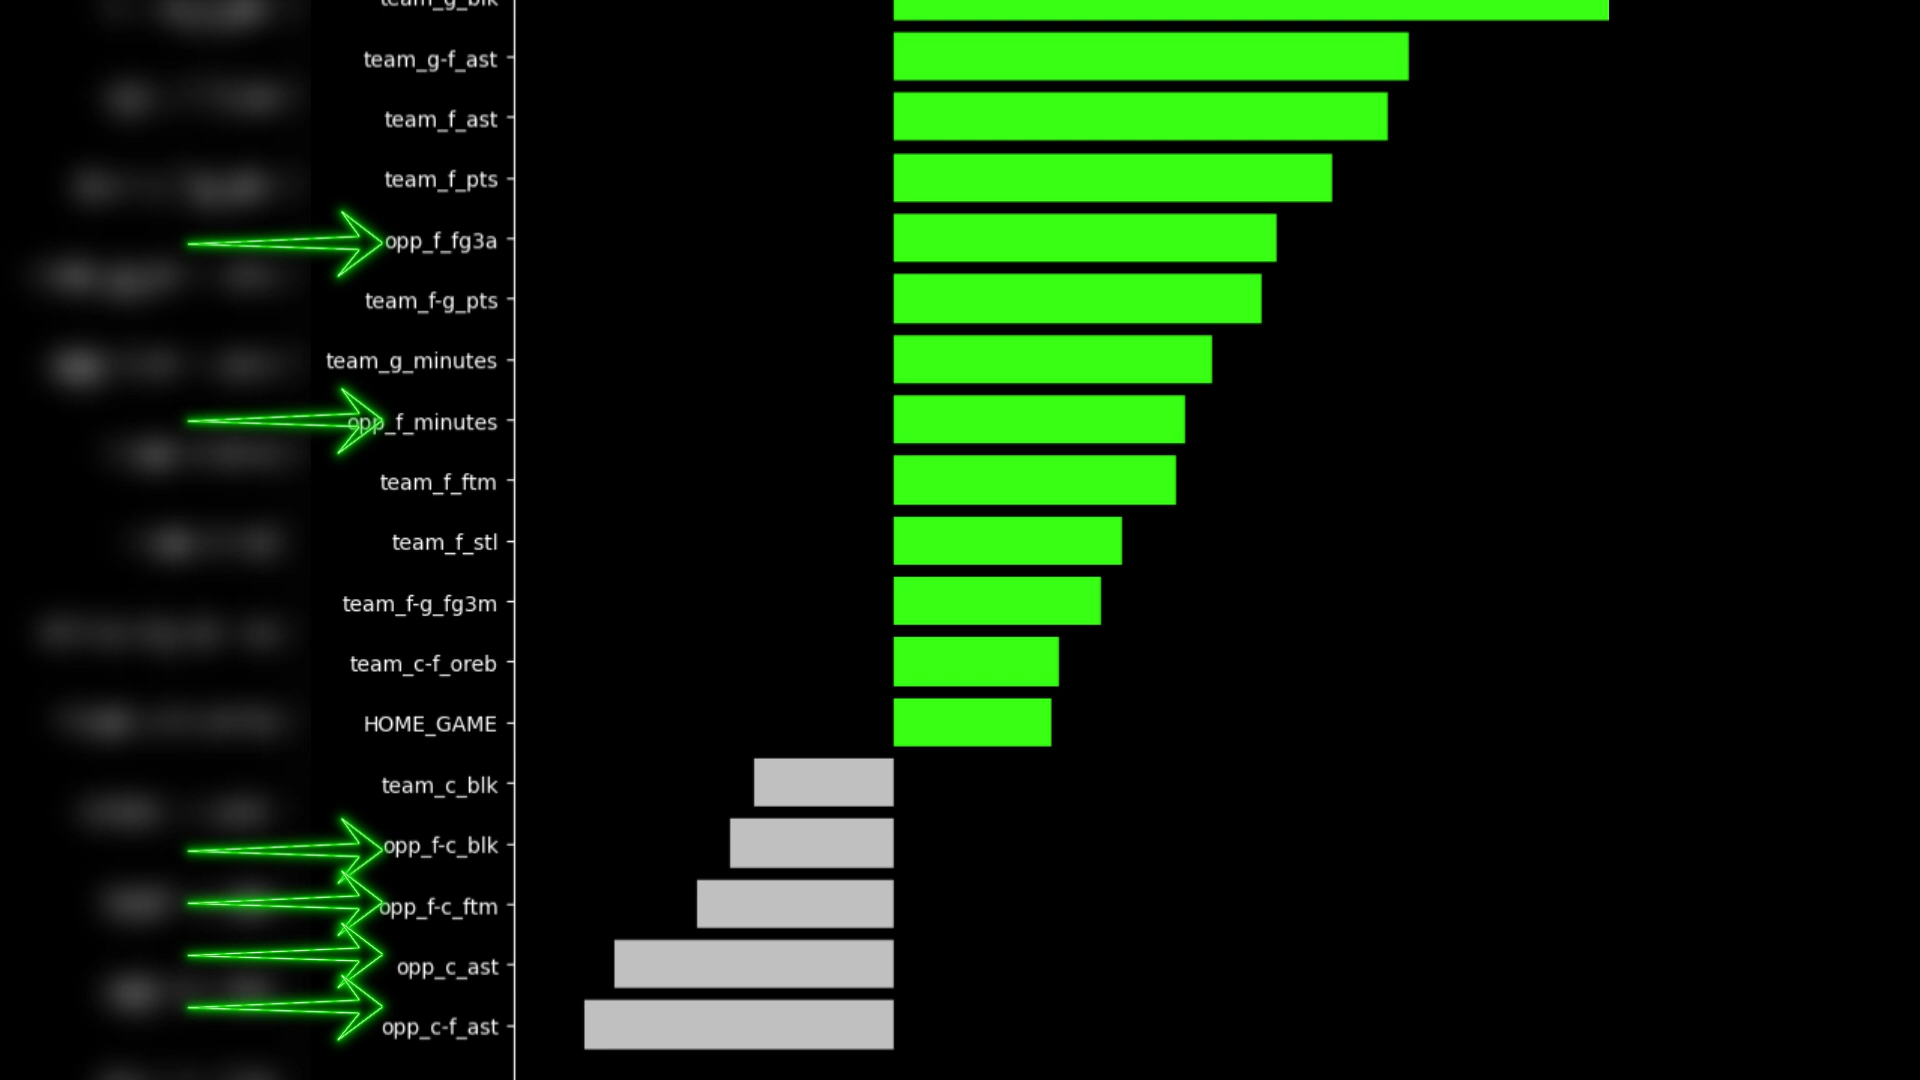 team_g_blk
team_g-f_ast
team_f_ast
team_f_pts
opp_f_fg3a
team_f-g_pts
team_g_minutes
opp_f_minutes
team_f_ftm
team_f_stl
team_f-g_fg3m
team_c-f_oreb
HOME_GAME
team_c_blk
opp_f-c_blk
opp_f-c_ftm
opp_c_ast
opp_c-f_ast